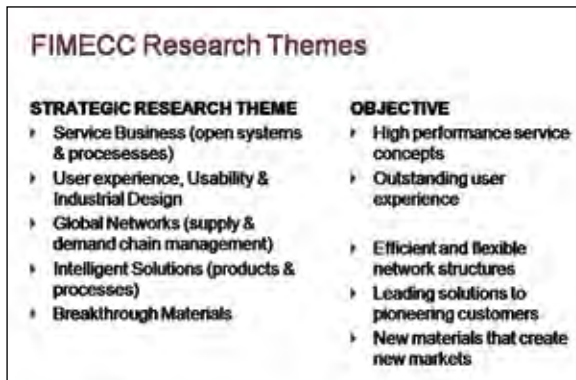 FIMECC Research Themes
STRATEGIC RESEARCH THEME
Service Business (open systems
& procesesses)
User experience, Usability &
Industrial Design
Global Networks (supply &
demand chain management)
Intelligent Solutions (products &
processes)
Breakthrough Materials
OBJECTIVE
High performance service
concepts
Outstanding user
experience
Efficient and flexible
network structures
Leading solutions to
pioneering customers
New materials that create
new markets